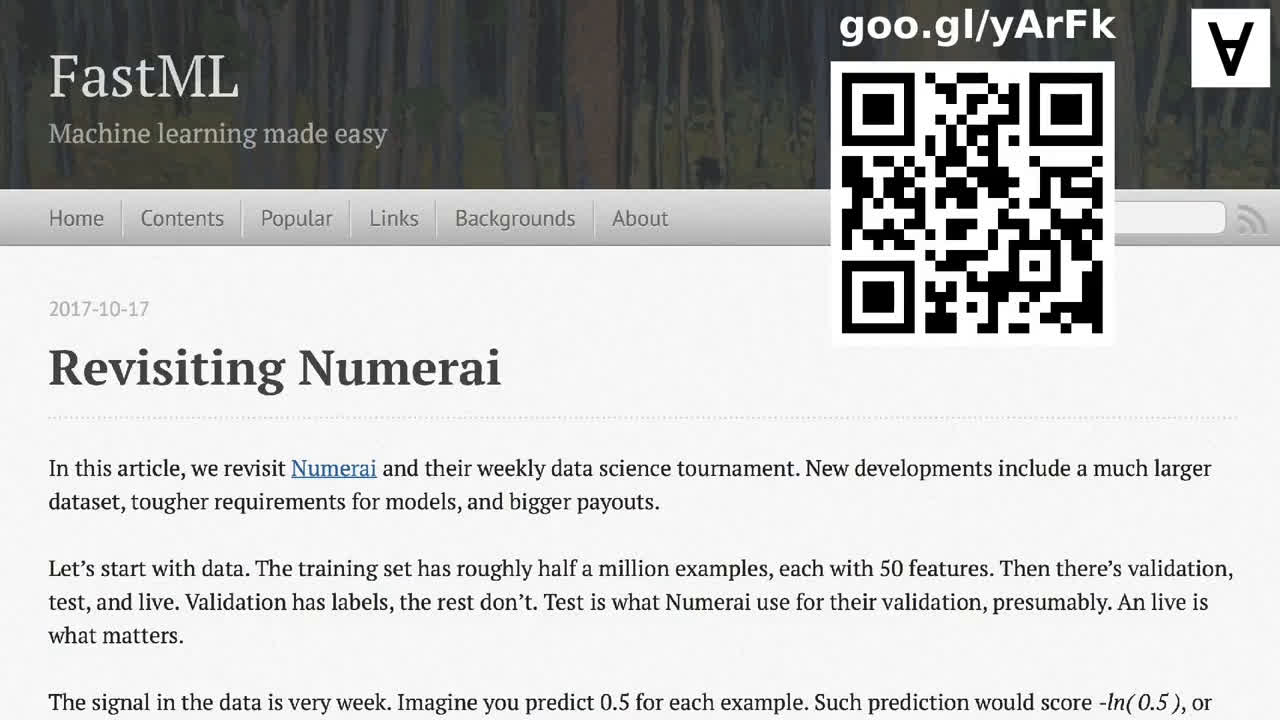 goo.gl/yArFk
∀
FastML
Machine learning made easy
Home Contents Popular Links Backgrounds About
2017-10-17
Revisiting Numerai
In this article, we revisit Numerai and their weekly data science tournament. New developments include a much larger
dataset, tougher requirements for models, and bigger payouts.
Let’s start with data. The training set has roughly half a million examples, each with 50 features. Then there’s validation,
test, and live. Validation has labels, the rest don’t. Test is what Numerai use for their validation, presumably. An live is
what matters.
The signal in the data is very week. Imagine you predict 0.5 for each example. Such prediction would score -ln(0.5), or